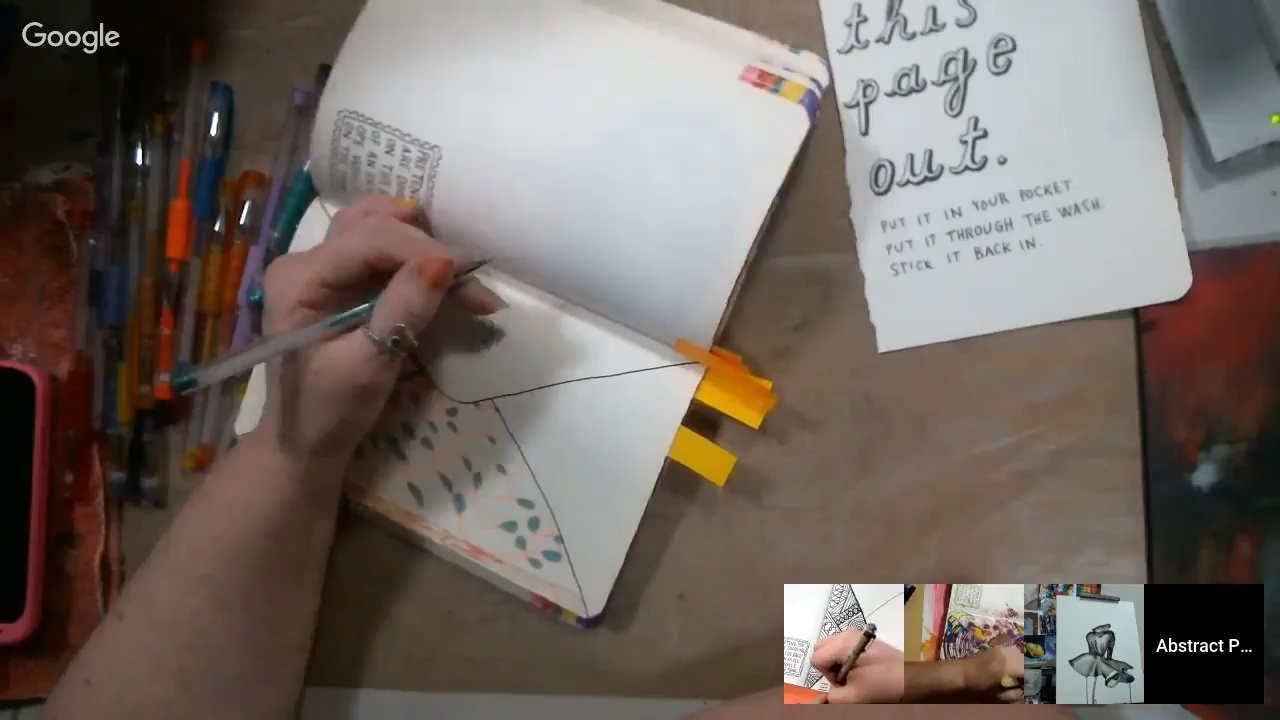 Google
this
page
out.
PUT IT IN YOUR POCKET
PUT IT THROUGH THE WASH.
STICK IT BACK IN.
Abstract P...